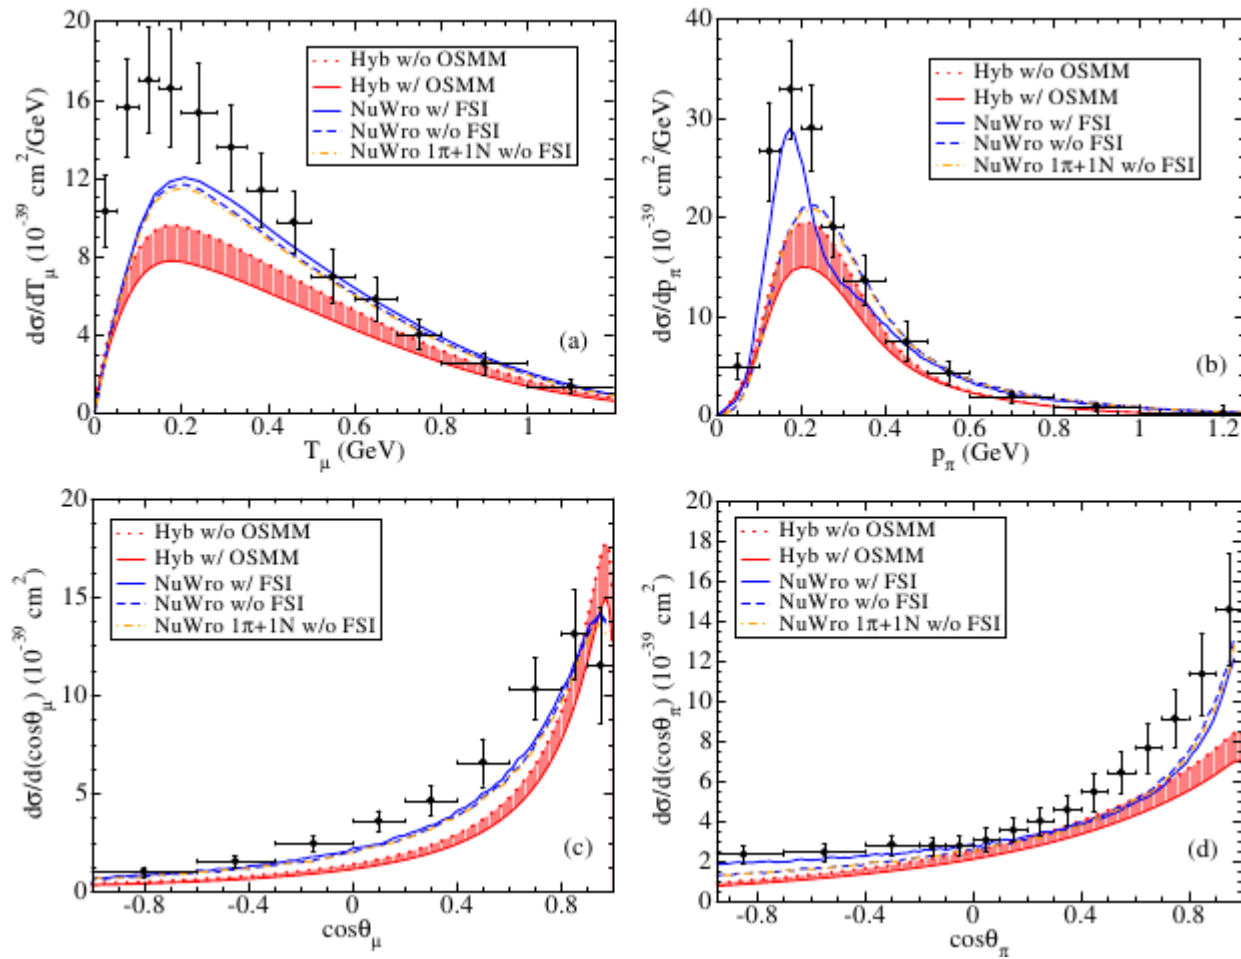 20
16
12
8
4
0
dσ/dT_μ (10^-39 cm^2/GeV)
Hyb w/o OSMM
Hyb w/ OSMM
NuWro w/ FSI
NuWro w/o FSI
NuWro 1π+1N w/o FSI
(a)
0 0.2 0.4 0.6 0.8 1
T_μ (GeV)
40
30
20
10
0
dσ/dp_π (10^-39 cm^2/GeV)
Hyb w/o OSMM
Hyb w/ OSMM
NuWro w/ FSI
NuWro w/o FSI
NuWro 1π+1N w/o FSI
(b)
0 0.2 0.4 0.6 0.8 1 1.2
p_π (GeV)
20
15
10
5
0
dσ/d(cosθ_μ) (10^-39 cm^2)
Hyb w/o OSMM
Hyb w/ OSMM
NuWro w/ FSI
NuWro w/o FSI
NuWro 1π+1N w/o FSI
(c)
-0.8 -0.4 0 0.4 0.8
cosθ_μ
20
18
16
14
12
10
8
6
4
2
0
dσ/d(cosθ_π) (10^-39 cm^2)
Hyb w/o OSMM
Hyb w/ OSMM
NuWro w/ FSI
NuWro w/o FSI
NuWro 1π+1N w/o FSI
(d)
-0.8 -0.4 0 0.4 0.8
cosθ_π